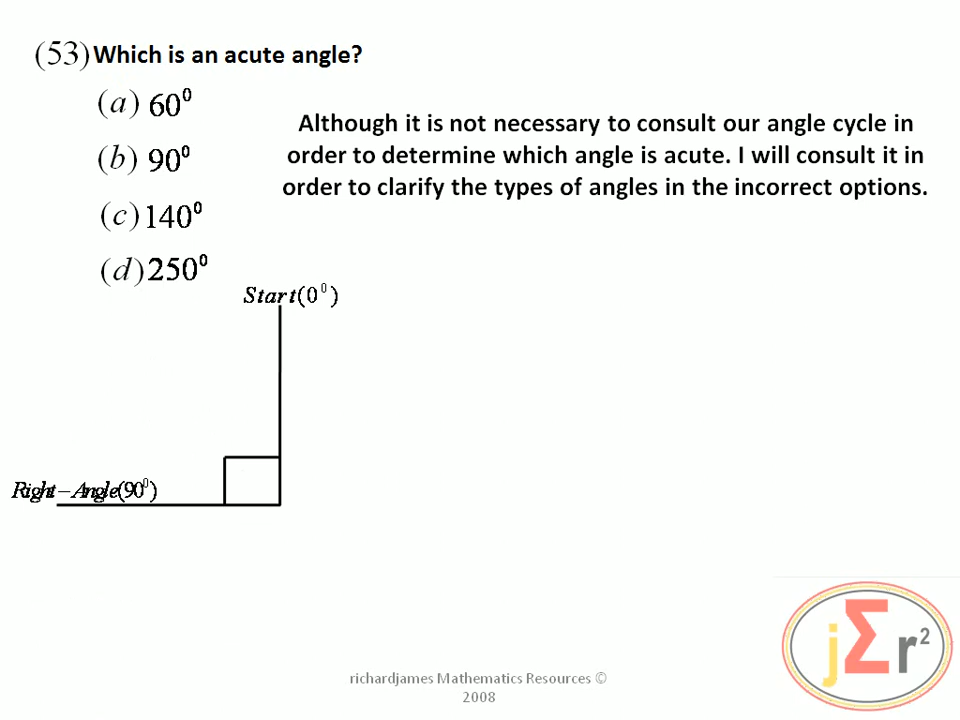 (53) Which is an acute angle?
(a) 60⁰
(b) 90⁰
(c) 140⁰
(d) 250⁰
Although it is not necessary to consult our angle cycle in
order to determine which angle is acute. I will consult it in
order to clarify the types of angles in the incorrect options.
Start(0⁰)
Right-Angle(90⁰)
jΣr²
richardjames Mathematics Resources ©
2008